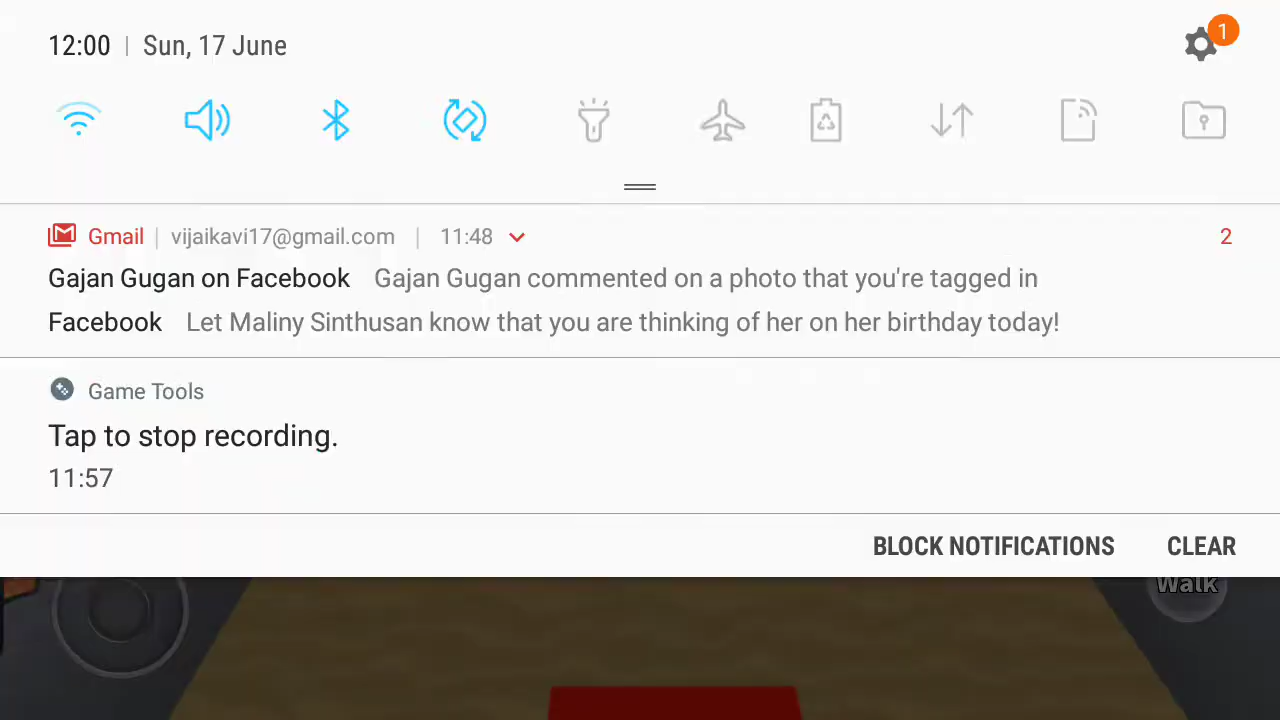 12:00 | Sun, 17 June
1
Gmail | vijaikavi17@gmail.com | 11:48
2
Gajan Gugan on Facebook Gajan Gugan commented on a photo that you're tagged in
Facebook Let Maliny Sinthusan know that you are thinking of her on her birthday today!
Game Tools
Tap to stop recording.
11:57
BLOCK NOTIFICATIONS CLEAR
Walk